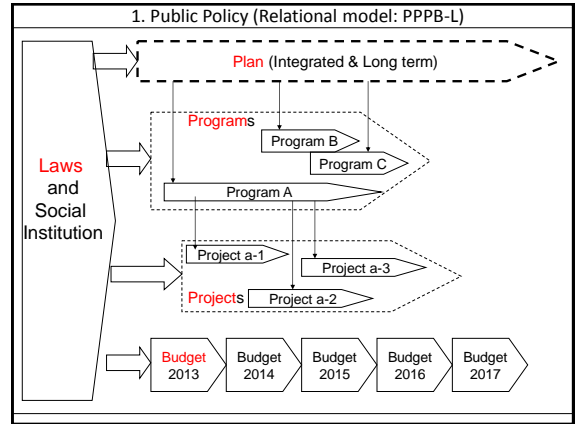 1. Public Policy (Relational model: PPPB-L)
Plan (Integrated & Long term)
Programs
Program B
Program C
Program A
Laws
and
Social
Institution
Project a-1
Project a-3
Project a-2
Projects
Budget
2013
Budget
2014
Budget
2015
Budget
2016
Budget
2017